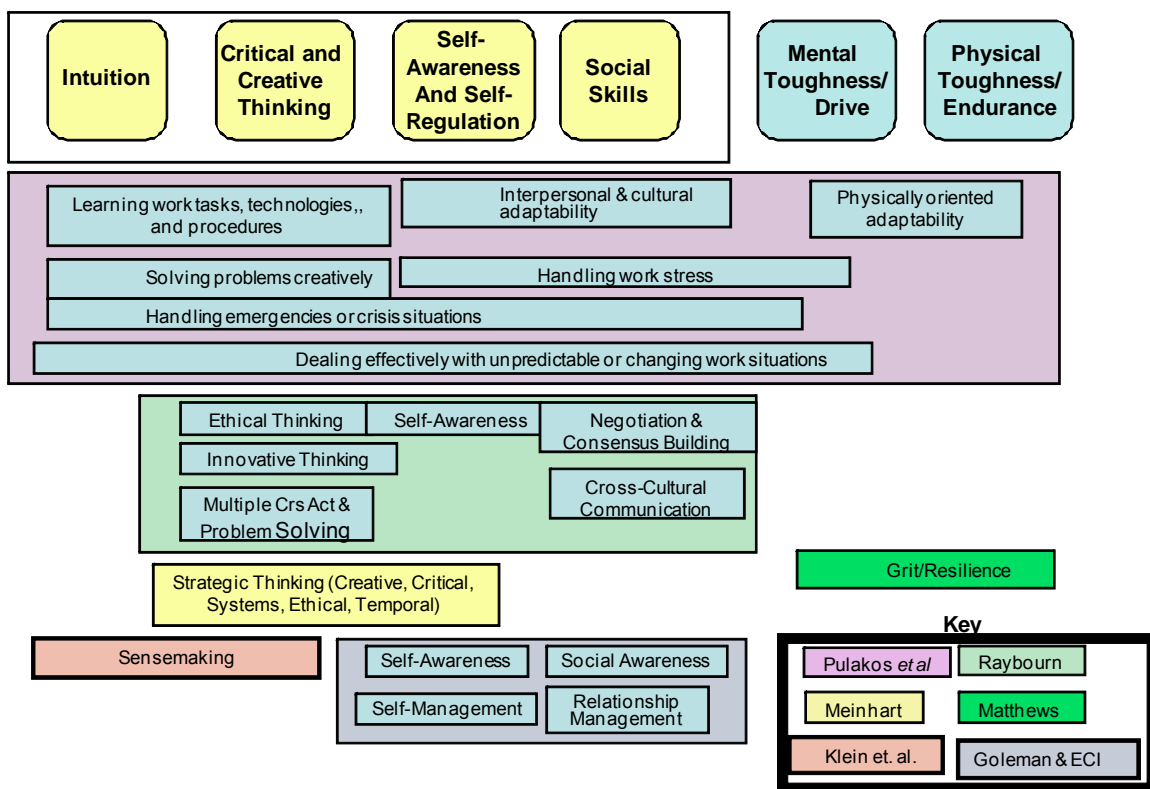 Intuition
Critical and
Creative
Thinking
Self-
Awareness
And Self-
Regulation
Social
Skills
Mental
Toughness/
Drive
Physical
Toughness/
Endurance
Learning work tasks, technologies,,
and procedures
Interpersonal & cultural
adaptability
Physically oriented
adaptability
Solving problems creatively
Handling work stress
Handling emergencies or crisis situations
Dealing effectively with unpredictable or changing work situations
Ethical Thinking
Self-Awareness
Negotiation &
Consensus Building
Innovative Thinking
Multiple Crs Act &
Problem Solving
Cross-Cultural
Communication
Strategic Thinking (Creative, Critical,
Systems, Ethical, Temporal)
Grit/Resilience
Sensemaking
Self-Awareness
Social Awareness
Self-Management
Relationship
Management
Key
Pulakos et al
Raybourn
Meinhart
Matthews
Klein et. al.
Goleman & ECI